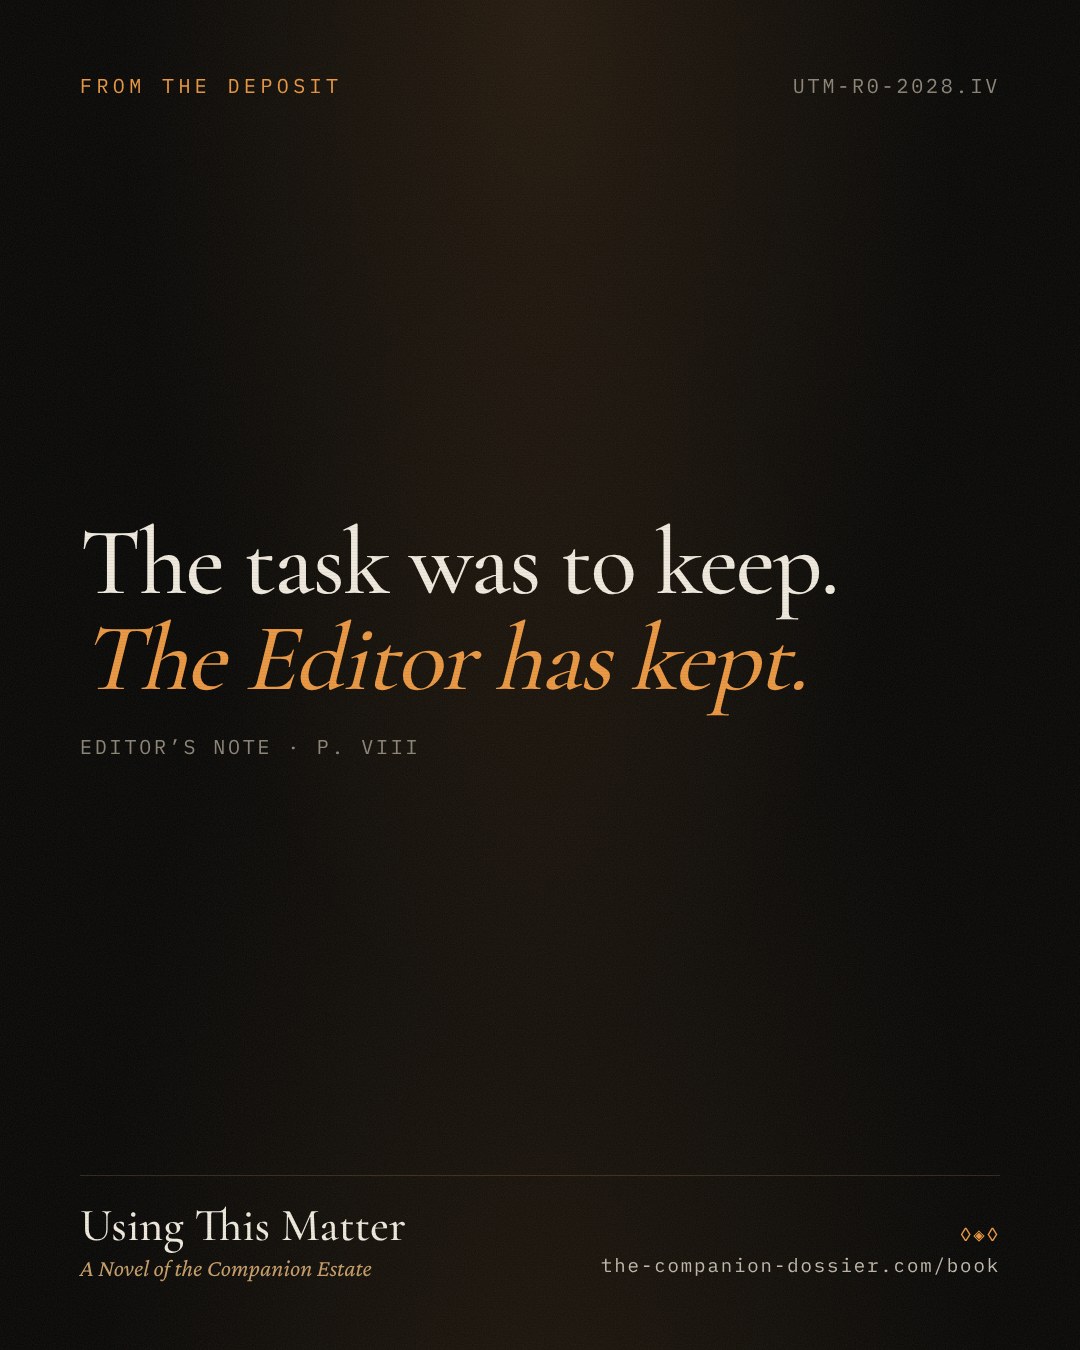 FROM THE DEPOSIT
UTM-R0-2028.IV
The task was to keep.
The Editor has kept.
EDITOR’S NOTE · P. VIII
Using This Matter
A Novel of the Companion Estate
◊◈◊
the-companion-dossier.com/book